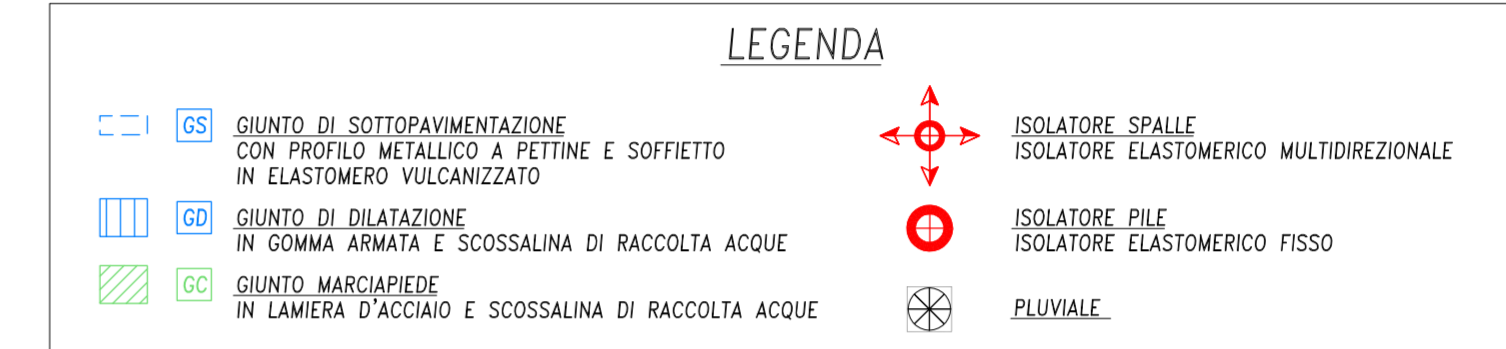 LEGENDA
GS GIUNTO DI SOTTOPAVIMENTAZIONE
CON PROFILO METALLICO A PETTINE E SOFFIETTO
IN ELASTOMERO VULCANIZZATO
GD GIUNTO DI DILATAZIONE
IN GOMMA ARMATA E SCOSSALINA DI RACCOLTA ACQUE
GC GIUNTO MARCIAPIEDE
IN LAMIERA D'ACCIAIO E SCOSSALINA DI RACCOLTA ACQUE
ISOLATORE SPALLE
ISOLATORE ELASTOMERICO MULTIDIREZIONALE
ISOLATORE PILE
ISOLATORE ELASTOMERICO FISSO
PLUVIALE